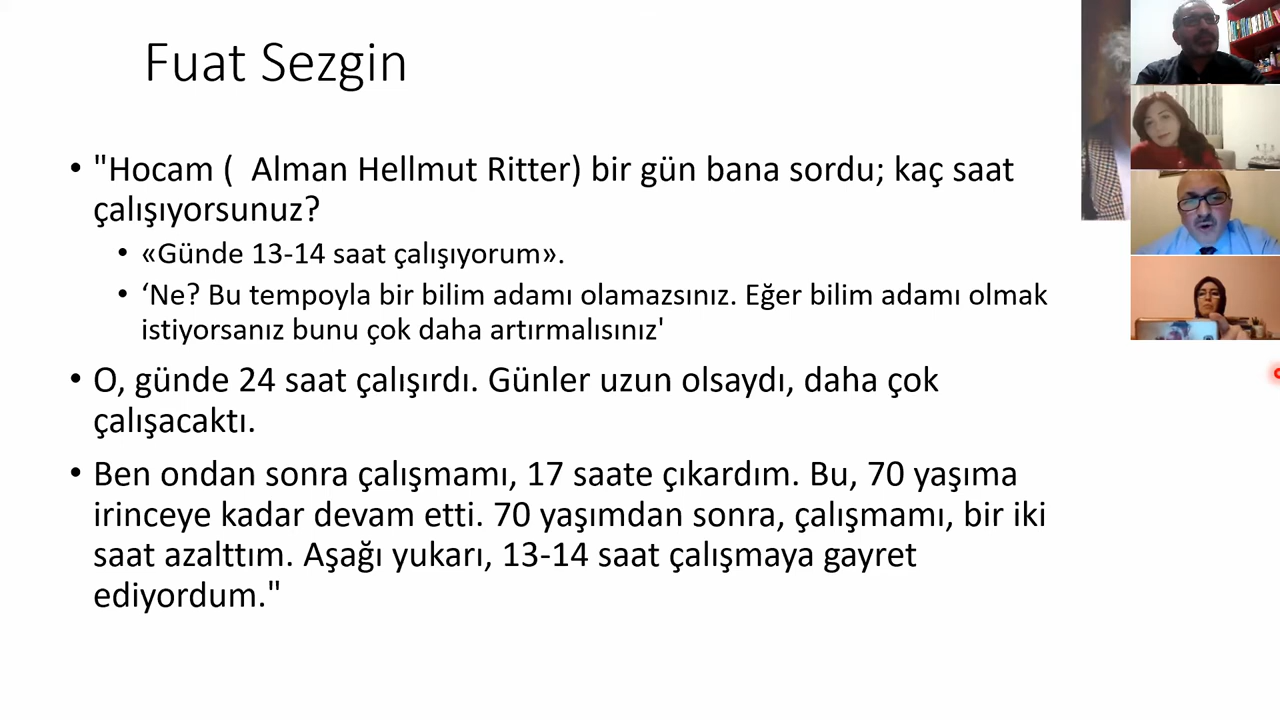 Fuat Sezgin
• "Hocam (  Alman Hellmut Ritter) bir gün bana sordu; kaç saat
çalışıyorsunuz?
• «Günde 13-14 saat çalışıyorum».
• ‘Ne? Bu tempoyla bir bilim adamı olamazsınız. Eğer bilim adamı olmak
istiyorsanız bunu çok daha artırmalısınız'
• O, günde 24 saat çalışırdı. Günler uzun olsaydı, daha çok
çalışacaktı.
• Ben ondan sonra çalışmamı, 17 saate çıkardım. Bu, 70 yaşıma
irinceye kadar devam etti. 70 yaşımdan sonra, çalışmamı, bir iki
saat azalttım. Aşağı yukarı, 13-14 saat çalışmaya gayret
ediyordum."